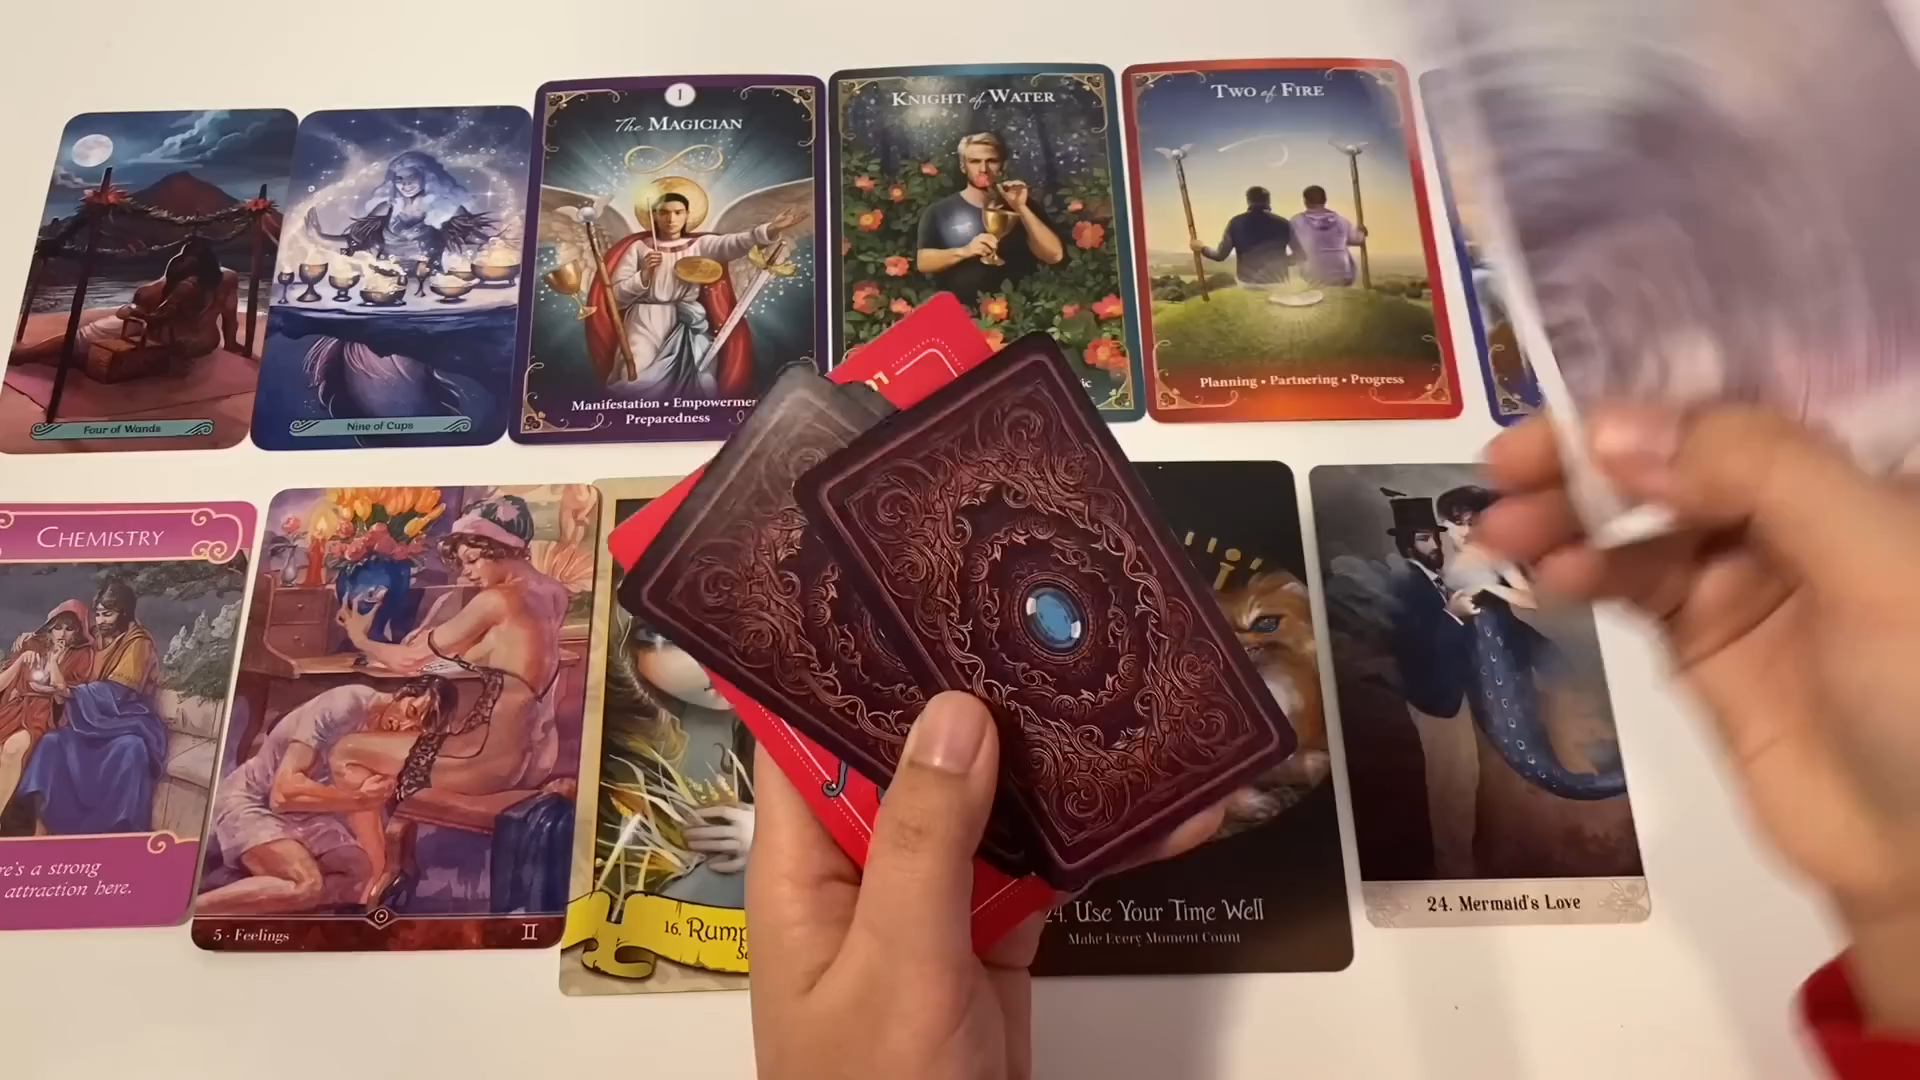 Four of Wands
Nine of Cups
1
The MAGICIAN
Manifestation • Empowerme
Preparedness
KNIGHT of WATER
TWO of FIRE
Planning • Partnering • Progress
CHEMISTRY
re's a strong
attraction here.
5 - Feelings
16. Rump
24. Use Your Time Well
Make Every Moment Count
24. Mermaid's Love